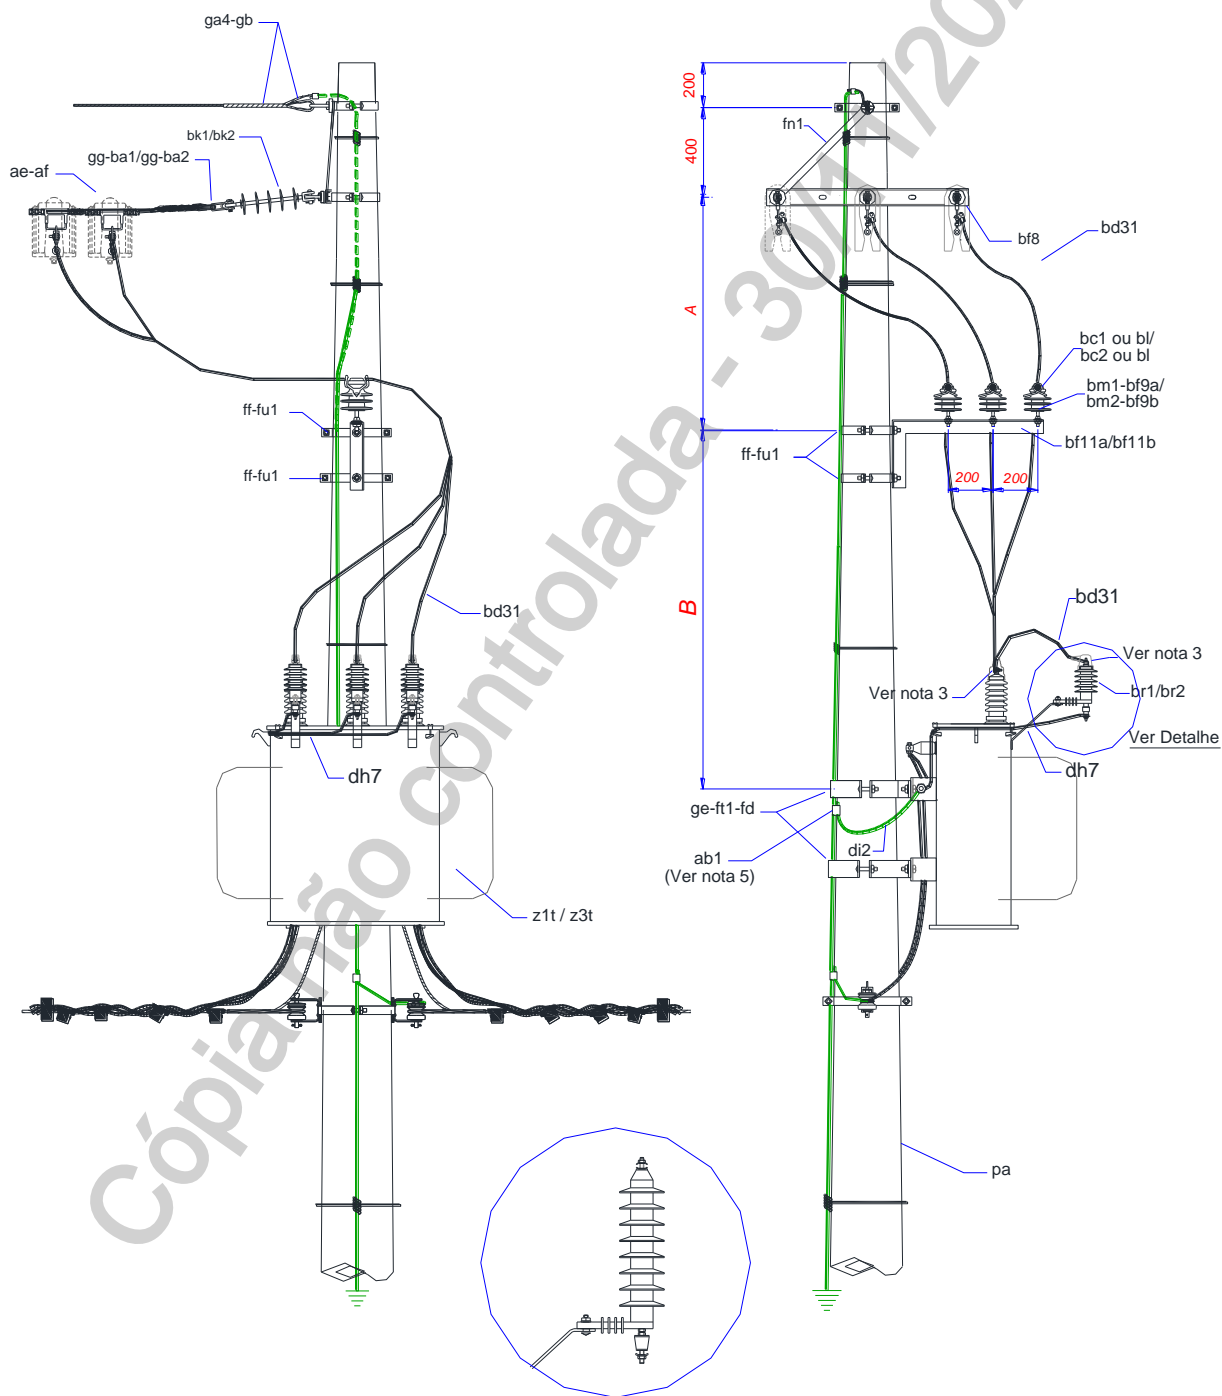 ga4-gb
bk1/bk2
gg-ba1/gg-ba2
ae-af
ff-fu1
ff-fu1
bd31
dh7
z1t / z3t
200
400
A
B
fn1
bf8
bd31
bc1 ou bl/
bc2 ou bl
bm1-bf9a/
bm2-bf9b
bf11a/bf11b
ff-fu1
200
200
bd31
Ver nota 3
Ver nota 3
br1/br2
Ver Detalhe
dh7
ge-ft1-fd
di2
ab1
(Ver nota 5)
pa
Cópia não controlada - 30/11/20